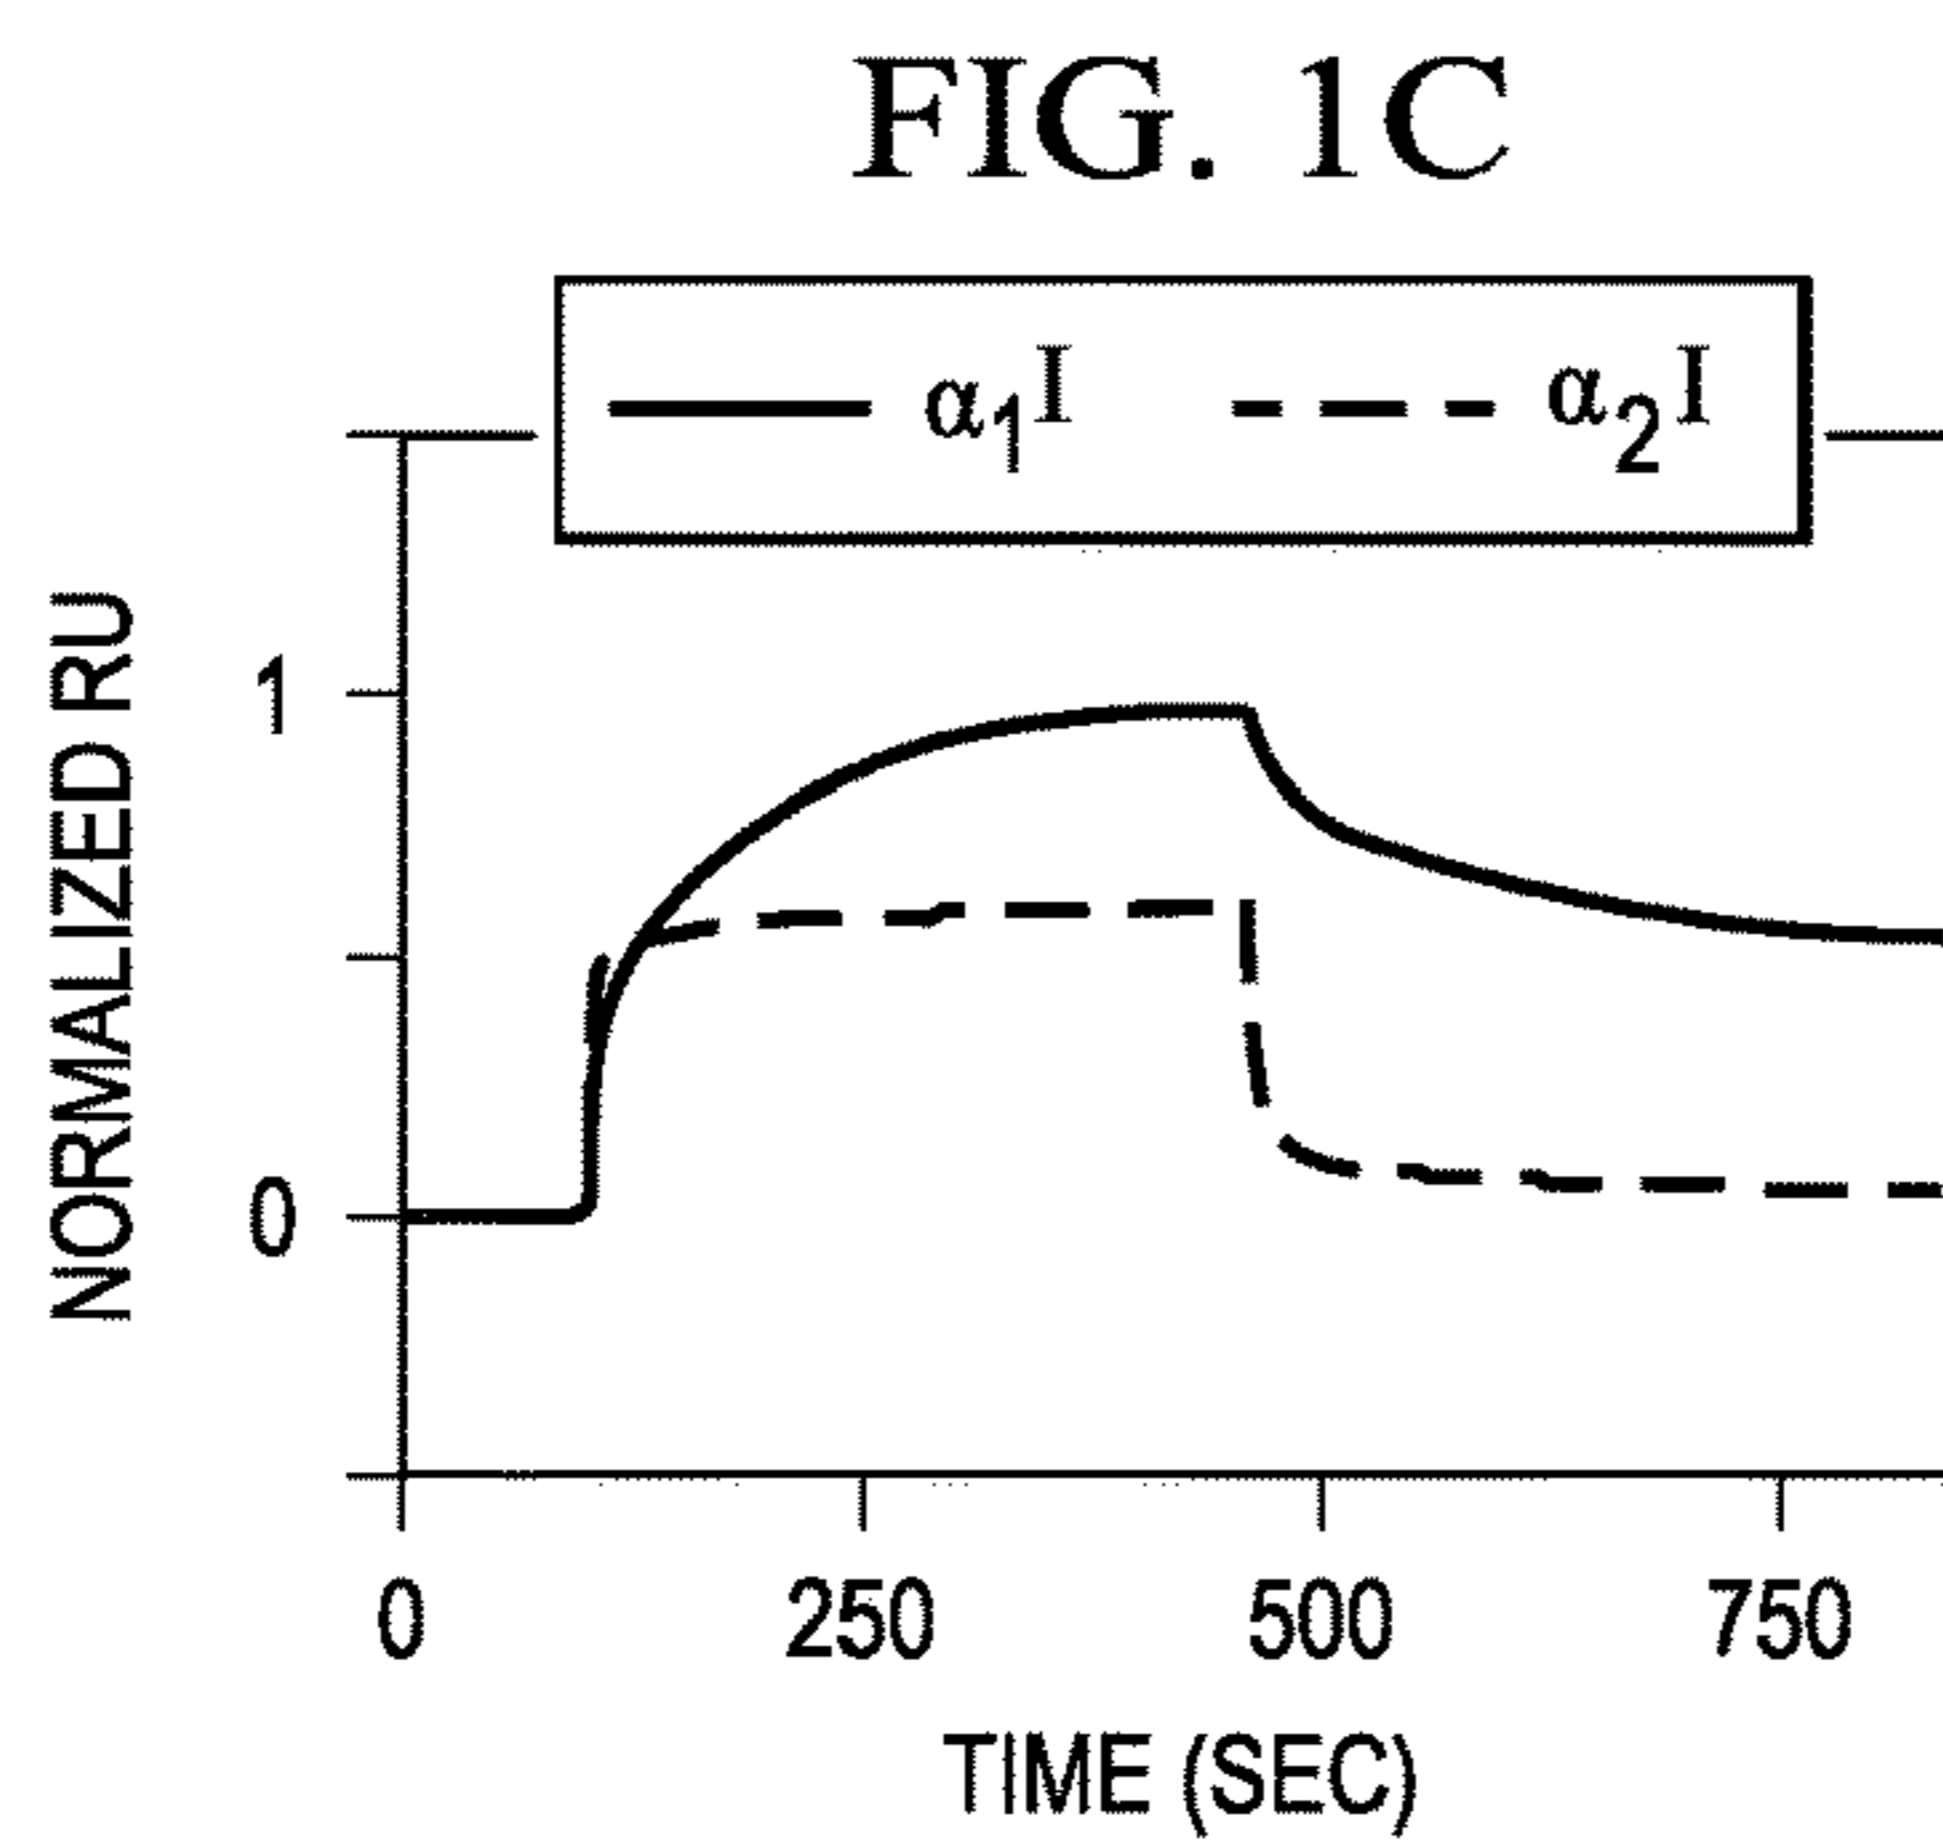 FIG. 1C
α₁I α₂I
NORMALIZED RU
1
0
0 250 500 750
TIME (SEC)